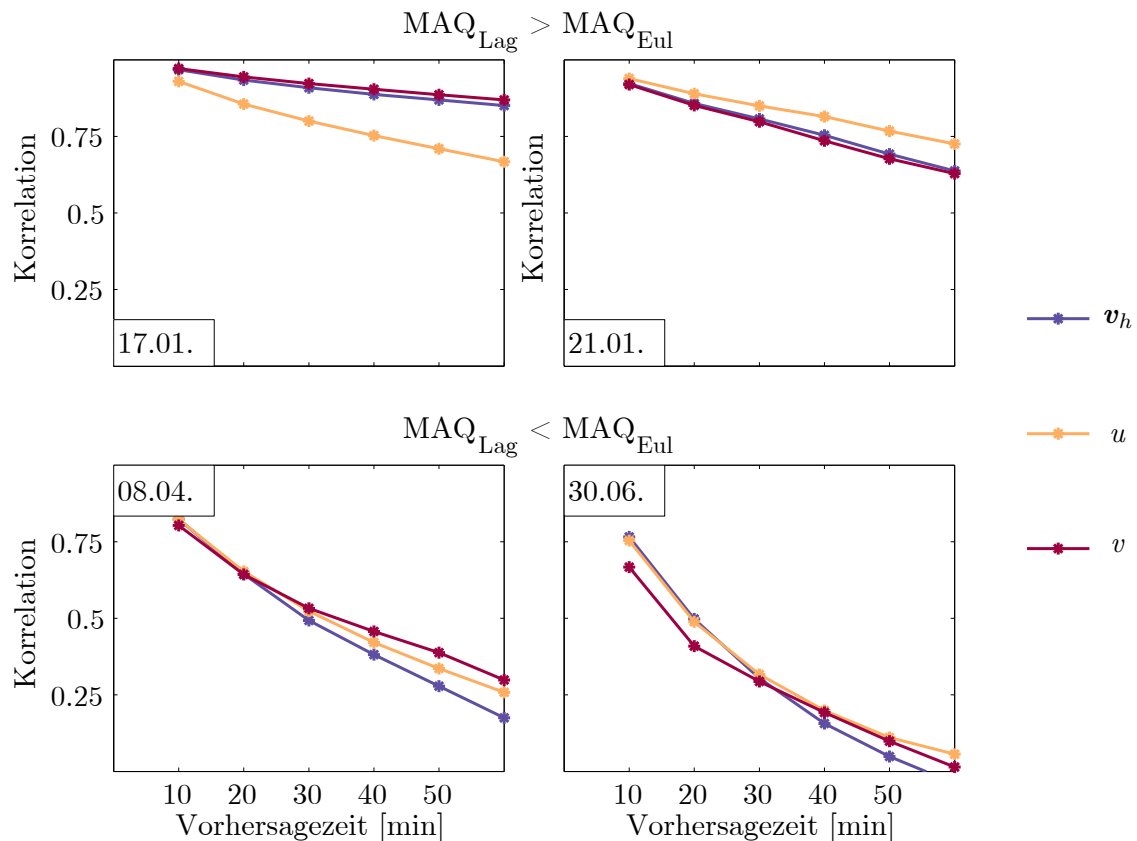 MAQ_Lag > MAQ_Eul
Korrelation
0.75
0.5
0.25
17.01.
Korrelation
21.01.
v_h
u
v
MAQ_Lag < MAQ_Eul
Korrelation
0.75
0.5
0.25
08.04.
30.06.
10 20 30 40 50
10 20 30 40 50
Vorhersagezeit [min]
Vorhersagezeit [min]